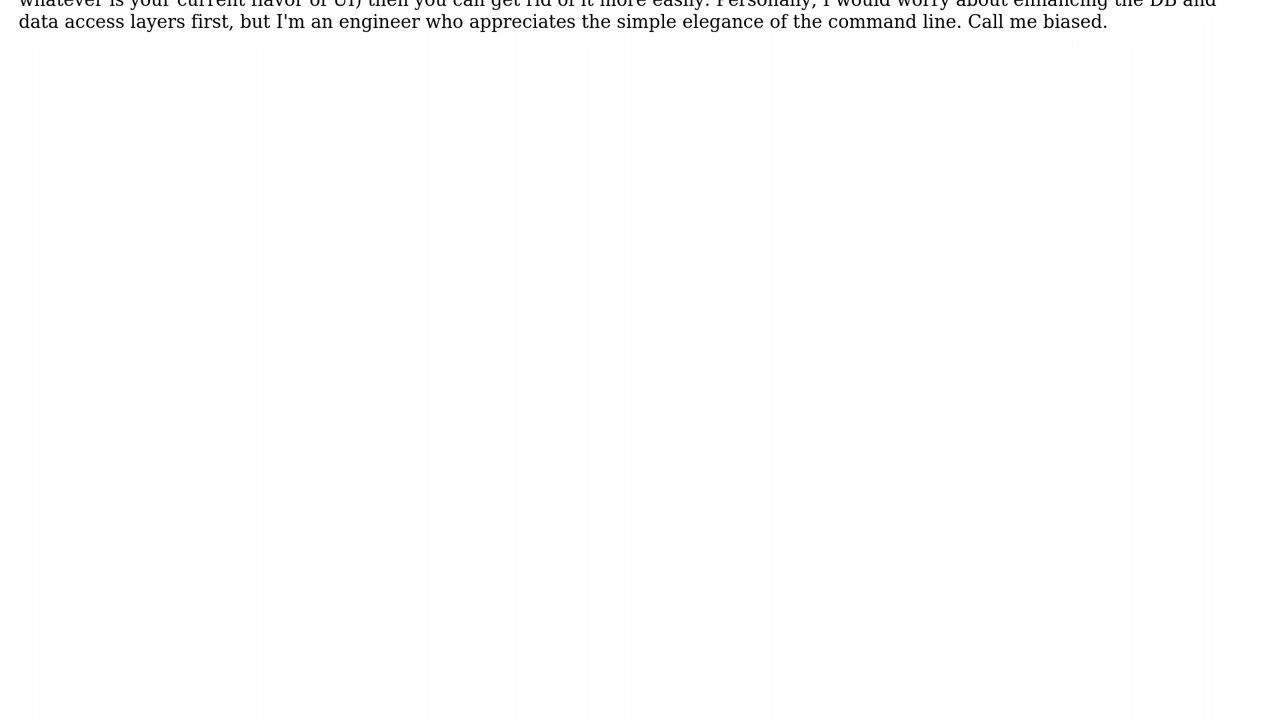 whatever is your current flavor of UI) then you can get rid of it more easily. Personally, I would worry about enhancing the DB and
data access layers first, but I'm an engineer who appreciates the simple elegance of the command line. Call me biased.